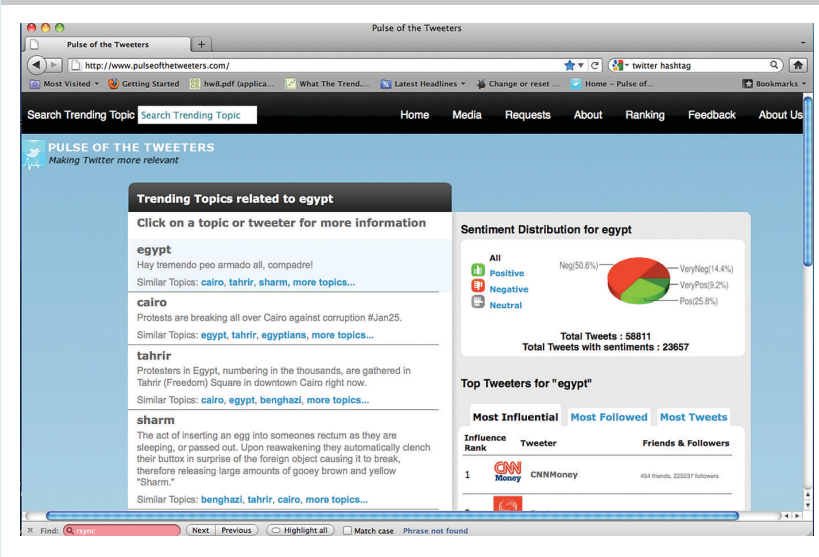 Pulse of the Tweeters
Pulse of the Tweeters
+
http://www.pulseofthetweeters.com/
twitter hashtag
Most Visited
Getting Started
hw8.pdf (applica...
What The Trend....
Latest Headlines
Change or reset ...
Home – Pulse of...
Bookmarks
Search Trending Topic
Search Trending Topic
Home
Media
Requests
About
Ranking
Feedback
About Us
PULSE OF THE TWEETERS
Making Twitter more relevant
Trending Topics related to egypt
Click on a topic or tweeter for more information
egypt
Hay tremendo peo armado all, compadre!
Similar Topics: cairo, tahrir, sharm, more topics...
cairo
Protests are breaking all over Cairo against corruption #Jan25.
Similar Topics: egypt, tahrir, egyptians, more topics...
tahrir
Protesters in Egypt, numbering in the thousands, are gathered in
Tahrir (Freedom) Square in downtown Cairo right now.
Similar Topics: cairo, egypt, benghazi, more topics...
sharm
The act of inserting an egg into someones rectum as they are
sleeping, or passed out. Upon reawakening they automatically clench
their buttox in surprise of the foreign object causing it to break,
therefore releasing large amounts of gooey brown and yellow
"Sharm."
Similar Topics: benghazi, tahrir, cairo, more topics...
Sentiment Distribution for egypt
All
Positive
Negative
Neutral
Neg(50.6%)
VeryNeg(14.4%)
VeryPos(9.2%)
Pos(25.8%)
Total Tweets : 58811
Total Tweets with sentiments : 23657
Top Tweeters for "egypt"
Most Influential
Most Followed
Most Tweets
Influence
Rank
Tweeter
Friends & Followers
1
CNN
Money
CNNMoney
454 friends, 225037 followers
Find:
rsync
Next
Previous
Highlight all
Match case
Phrase not found